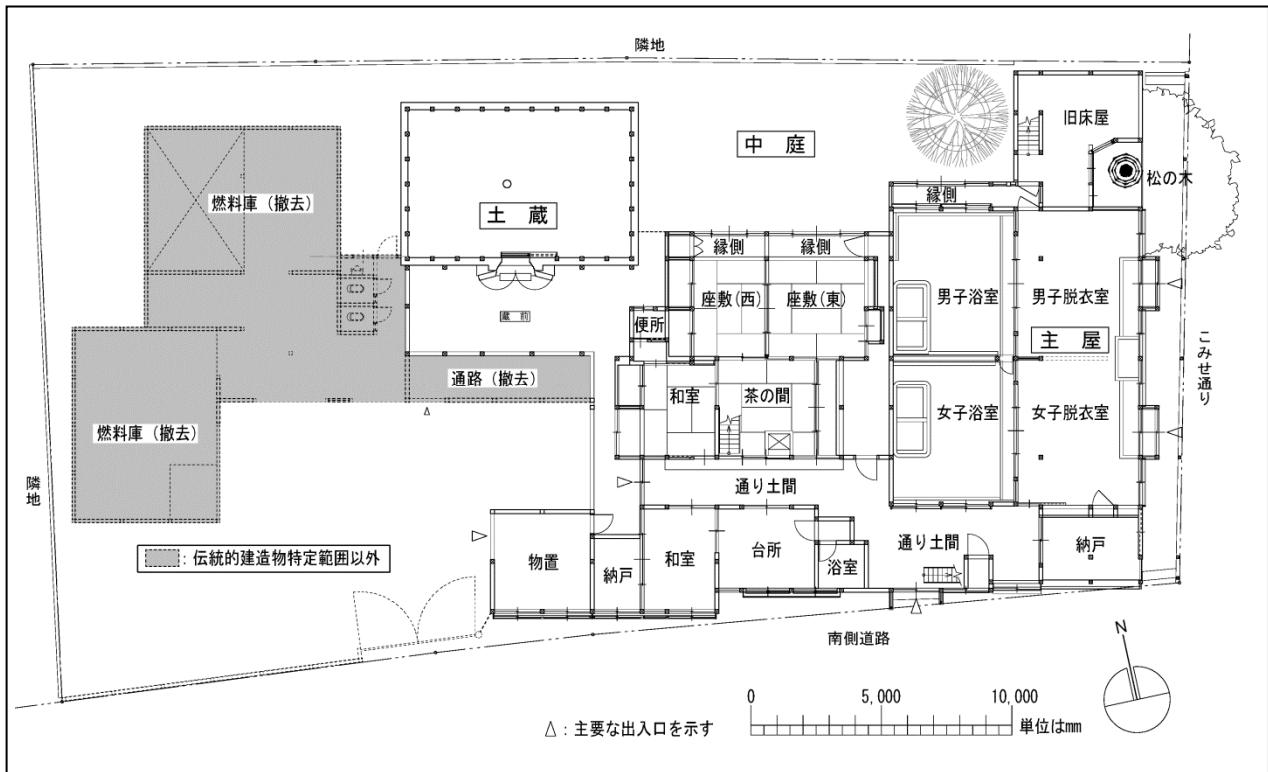 隣地
旧床屋
中　庭
松の木
燃料庫（撤去）
縁側
土　蔵
縁側
縁側
座敷(西)
座敷(東)
男子浴室
男子脱衣室
蔵前
便所
主　屋
こみせ通り
通路（撤去）
和室
茶の間
女子浴室
女子脱衣室
燃料庫（撤去）
隣地
通り土間
：伝統的建造物特定範囲以外
物置
納戸
和室
台所
浴室
通り土間
納戸
南側道路
N
0
5,000
10,000
単位はmm
△：主要な出入口を示す